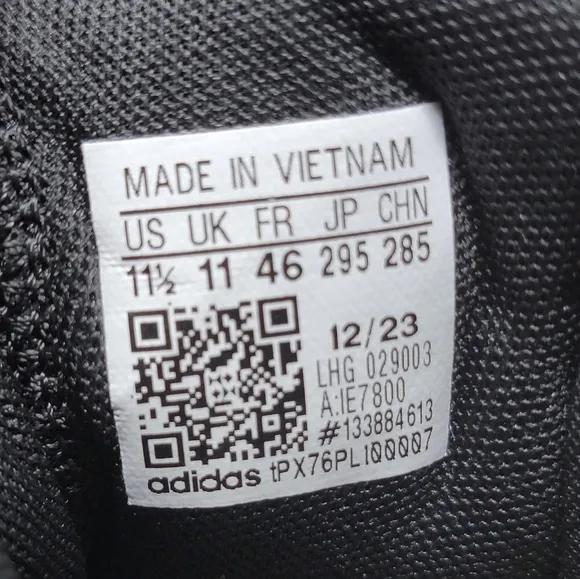 MADE IN VIETNAM
US UK FR JP CHN
11½ 11 46 295 285
12/23
LHG 029003
A:IE7800
#133884613
adidas tPX76PL100007